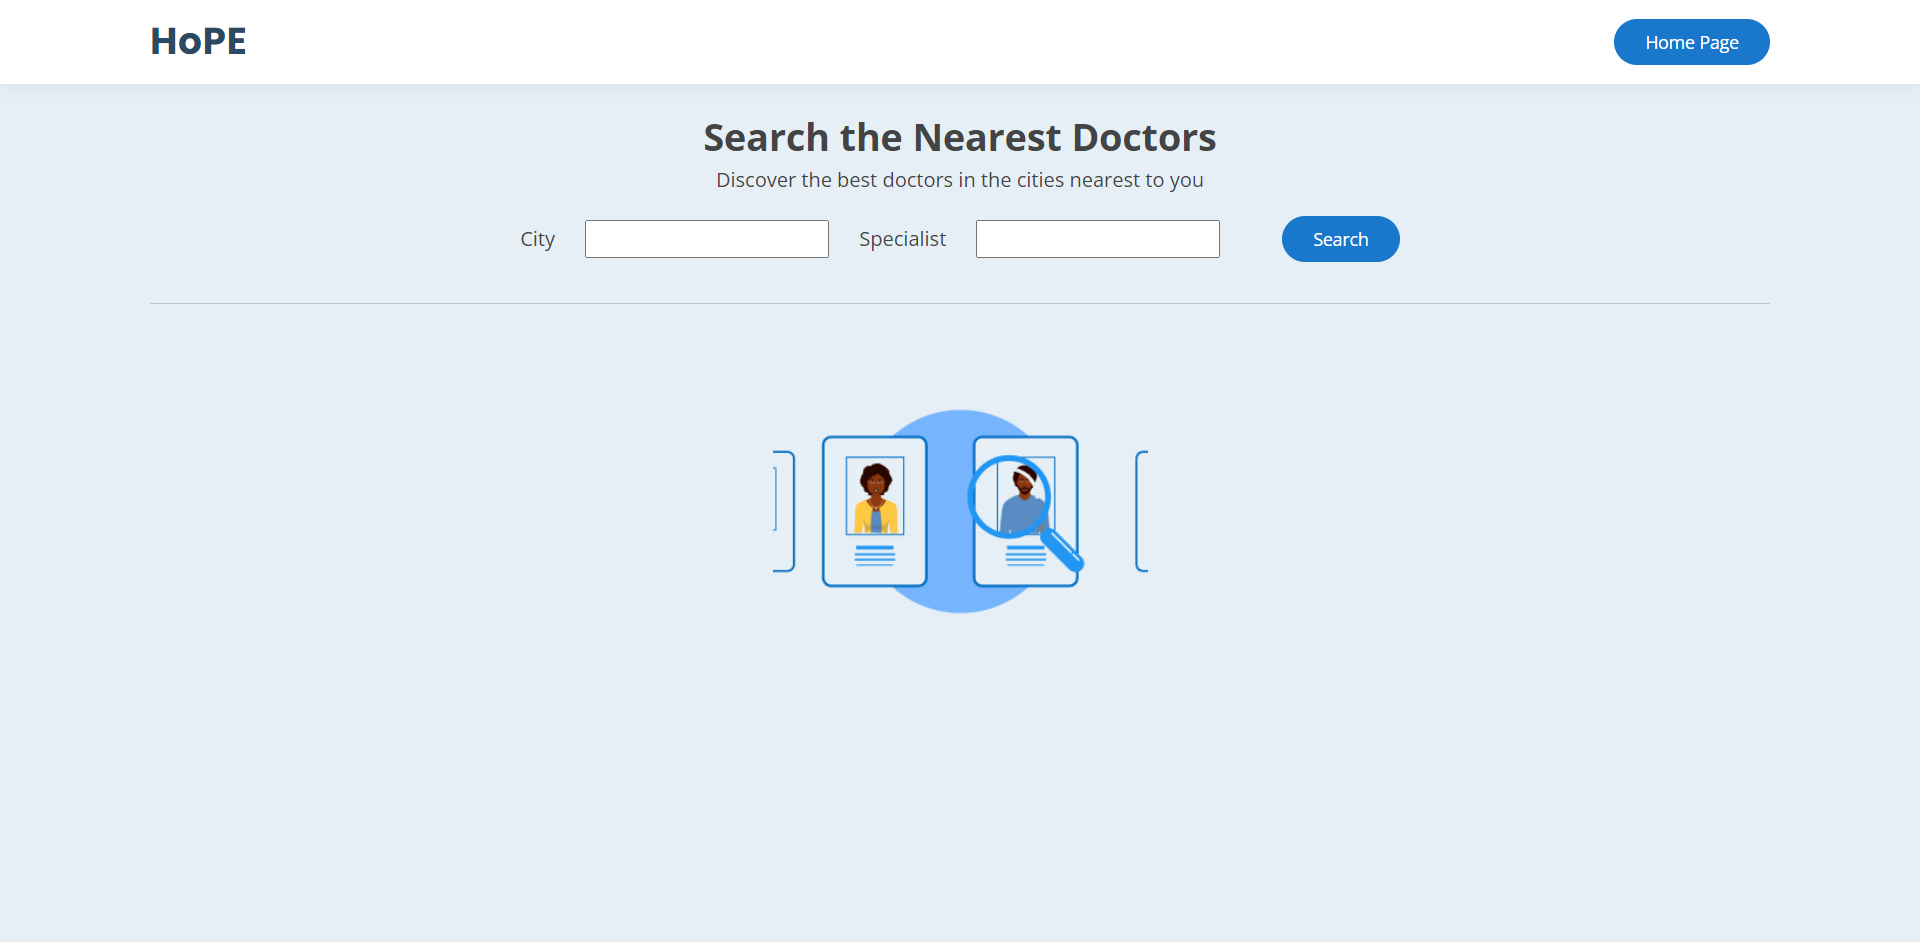 HoPE
Home Page
Search the Nearest Doctors
Discover the best doctors in the cities nearest to you
City
Specialist
Search